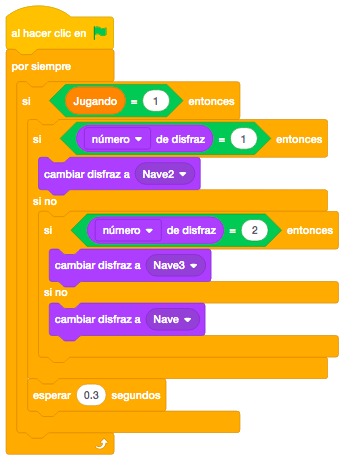 al hacer clic en
por siempre
si Jugando = 1 entonces
si número de disfraz = 1 entonces
cambiar disfraz a Nave2
si no
si número de disfraz = 2 entonces
cambiar disfraz a Nave3
si no
cambiar disfraz a Nave
esperar 0.3 segundos